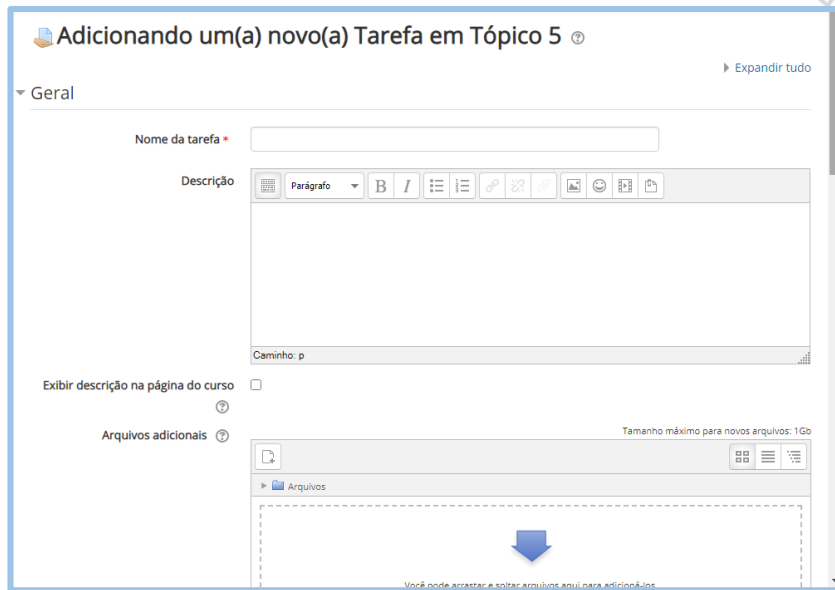 Adicionando um(a) novo(a) Tarefa em Tópico 5
Expandir tudo
Geral
Nome da tarefa *
Descrição
Parágrafo
B I
Caminho: p
Exibir descrição na página do curso
Arquivos adicionais
Tamanho máximo para novos arquivos: 1Gb
Arquivos
Você pode arrastar e soltar arquivos aqui para adicioná-los